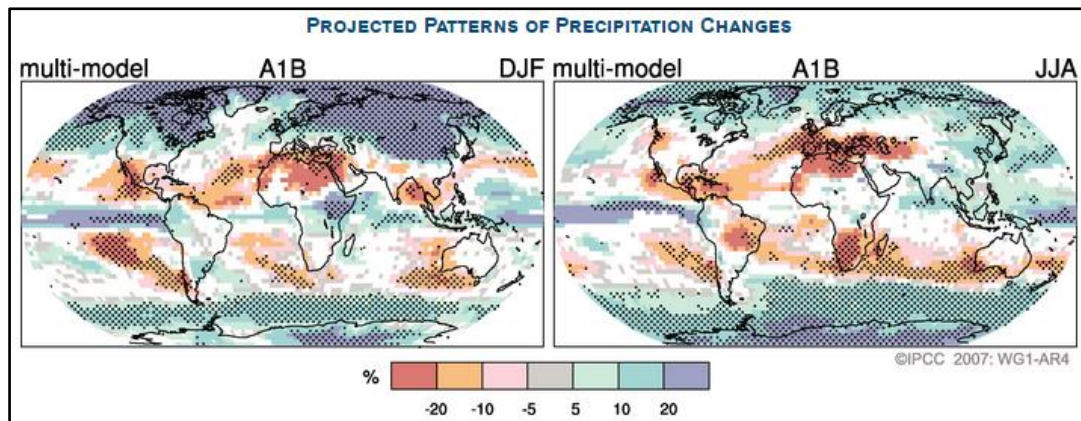 PROJECTED PATTERNS OF PRECIPITATION CHANGES
multi-model A1B DJF
multi-model A1B JJA
©IPCC 2007: WG1-AR4
%
-20 -10 -5 5 10 20